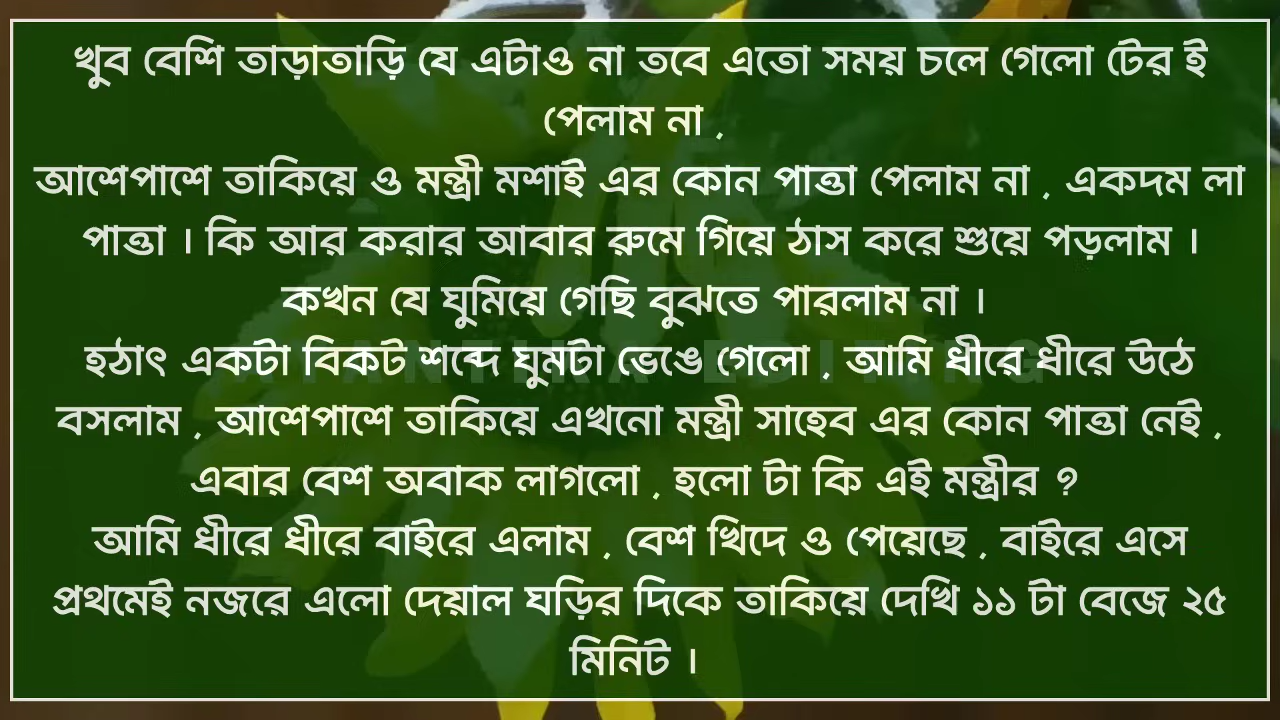 খুব বেশি তাড়াতাড়ি যে এটাও না তবে এতো সময় চলে গেলো টের ই
পেলাম না ,
আশেপাশে তাকিয়ে ও মন্ত্রী মশাই এর কোন পাত্তা পেলাম না , একদম লা
পাত্তা । কি আর করার আবার রুমে গিয়ে ঠাস করে শুয়ে পড়লাম ।
কখন যে ঘুমিয়ে গেছি বুঝতে পারলাম না ।
হঠাৎ একটা বিকট শব্দে ঘুমটা ভেঙে গেলো , আমি ধীরে ধীরে উঠে
বসলাম , আশেপাশে তাকিয়ে এখনো মন্ত্রী সাহেব এর কোন পাত্তা নেই ,
এবার বেশ অবাক লাগলো , হলো টা কি এই মন্ত্রীর ?
আমি ধীরে ধীরে বাইরে এলাম , বেশ খিদে ও পেয়েছে , বাইরে এসে
প্রথমেই নজরে এলো দেয়াল ঘড়ির দিকে তাকিয়ে দেখি ১১ টা বেজে ২৫
মিনিট ।